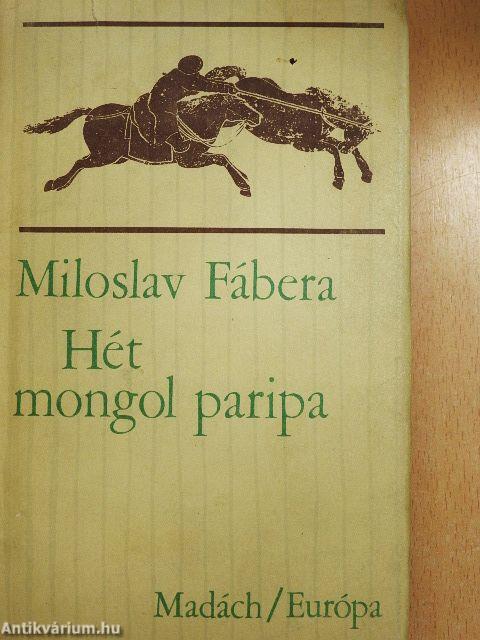 Miloslav Fábera
Hét
mongol paripa
Madách/Európa
Antikvárium.hu